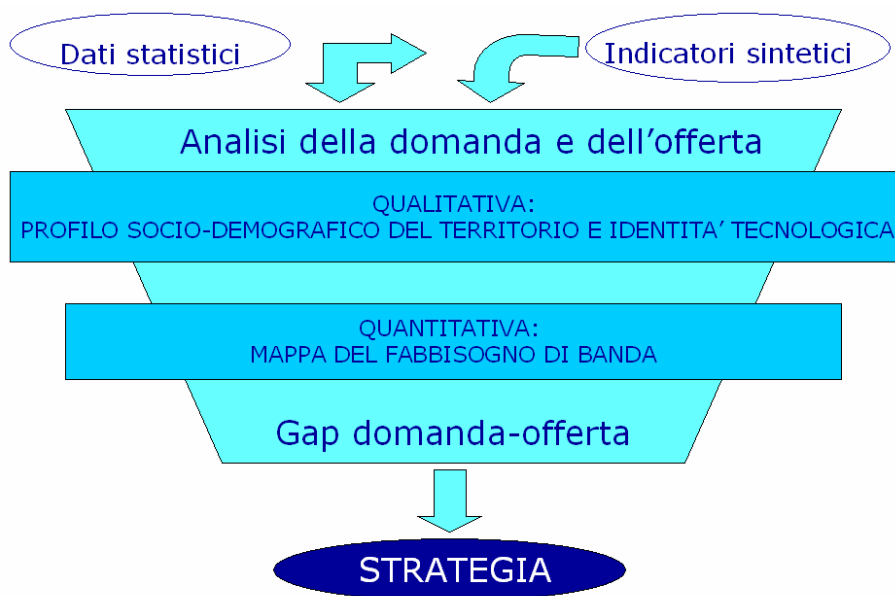 Dati statistici
Indicatori sintetici
Analisi della domanda e dell’offerta
QUALITATIVA:
PROFILO SOCIO-DEMOGRAFICO DEL TERRITORIO E IDENTITA’ TECNOLOGICA
QUANTITATIVA:
MAPPA DEL FABBISOGNO DI BANDA
Gap domanda-offerta
STRATEGIA